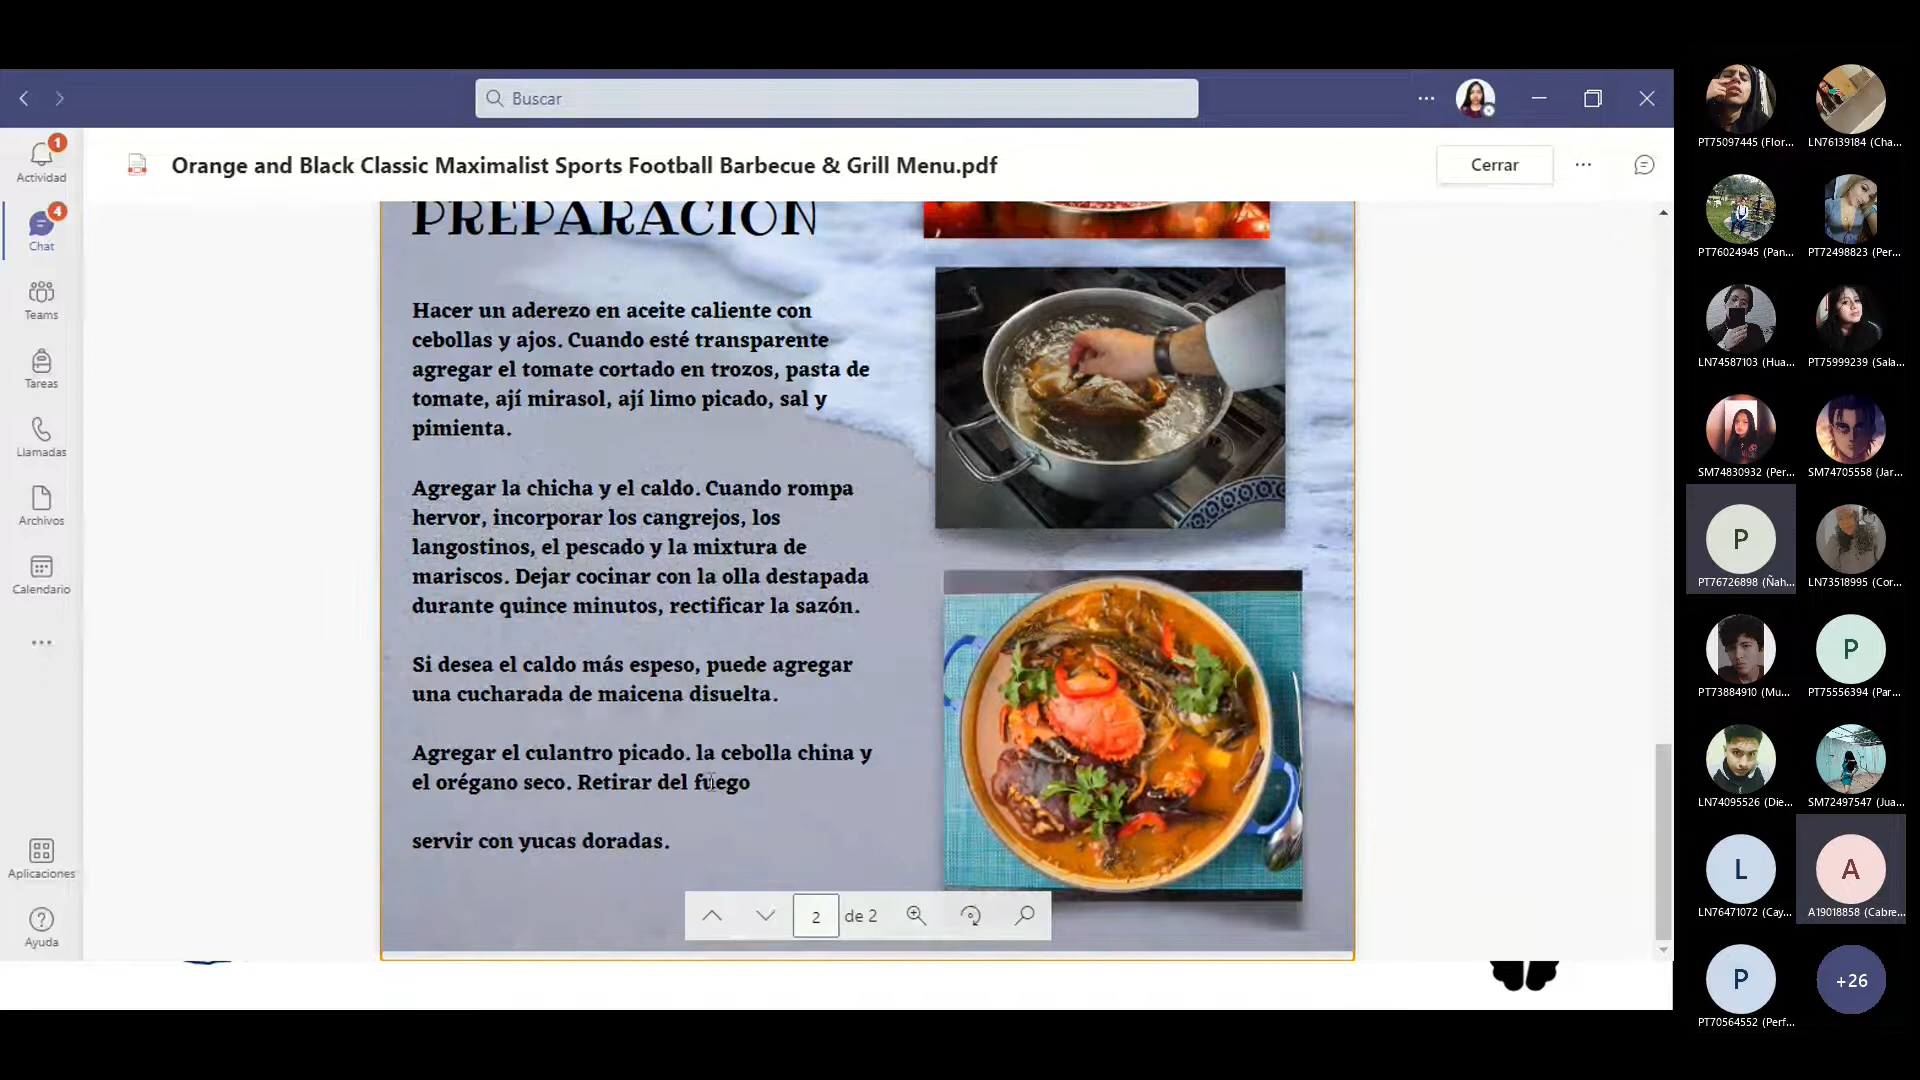 Buscar
Orange and Black Classic Maximalist Sports Football Barbecue & Grill Menu.pdf
Cerrar
1
Actividad
4
Chat
Teams
Tareas
Llamadas
Archivos
Calendario
Aplicaciones
Ayuda
PREPARACIÓN
Hacer un aderezo en aceite caliente con
cebollas y ajos. Cuando esté transparente
agregar el tomate cortado en trozos, pasta de
tomate, ají mirasol, ají limo picado, sal y
pimienta.
Agregar la chicha y el caldo. Cuando rompa
hervor, incorporar los cangrejos, los
langostinos, el pescado y la mixtura de
mariscos. Dejar cocinar con la olla destapada
durante quince minutos, rectificar la sazón.
Si desea el caldo más espeso, puede agregar
una cucharada de maicena disuelta.
Agregar el culantro picado. la cebolla china y
el orégano seco. Retirar del fuego
servir con yucas doradas.
2 de 2
PT75097445 (Flor...
LN76139184 (Cha...
PT76024945 (Pan...
PT72498823 (Per...
LN74587103 (Hua...
PT75999239 (Sala...
SM74830932 (Per...
SM74705558 (Jar...
P
PT76726898 (Ñah...
LN73518995 (Cor...
PT73884910 (Mu...
P
PT75556394 (Par...
LN74095526 (Die...
SM72497547 (Jua...
L
LN76471072 (Cay...
A
A19018858 (Cabre...
P
PT70564552 (Perf...
+26